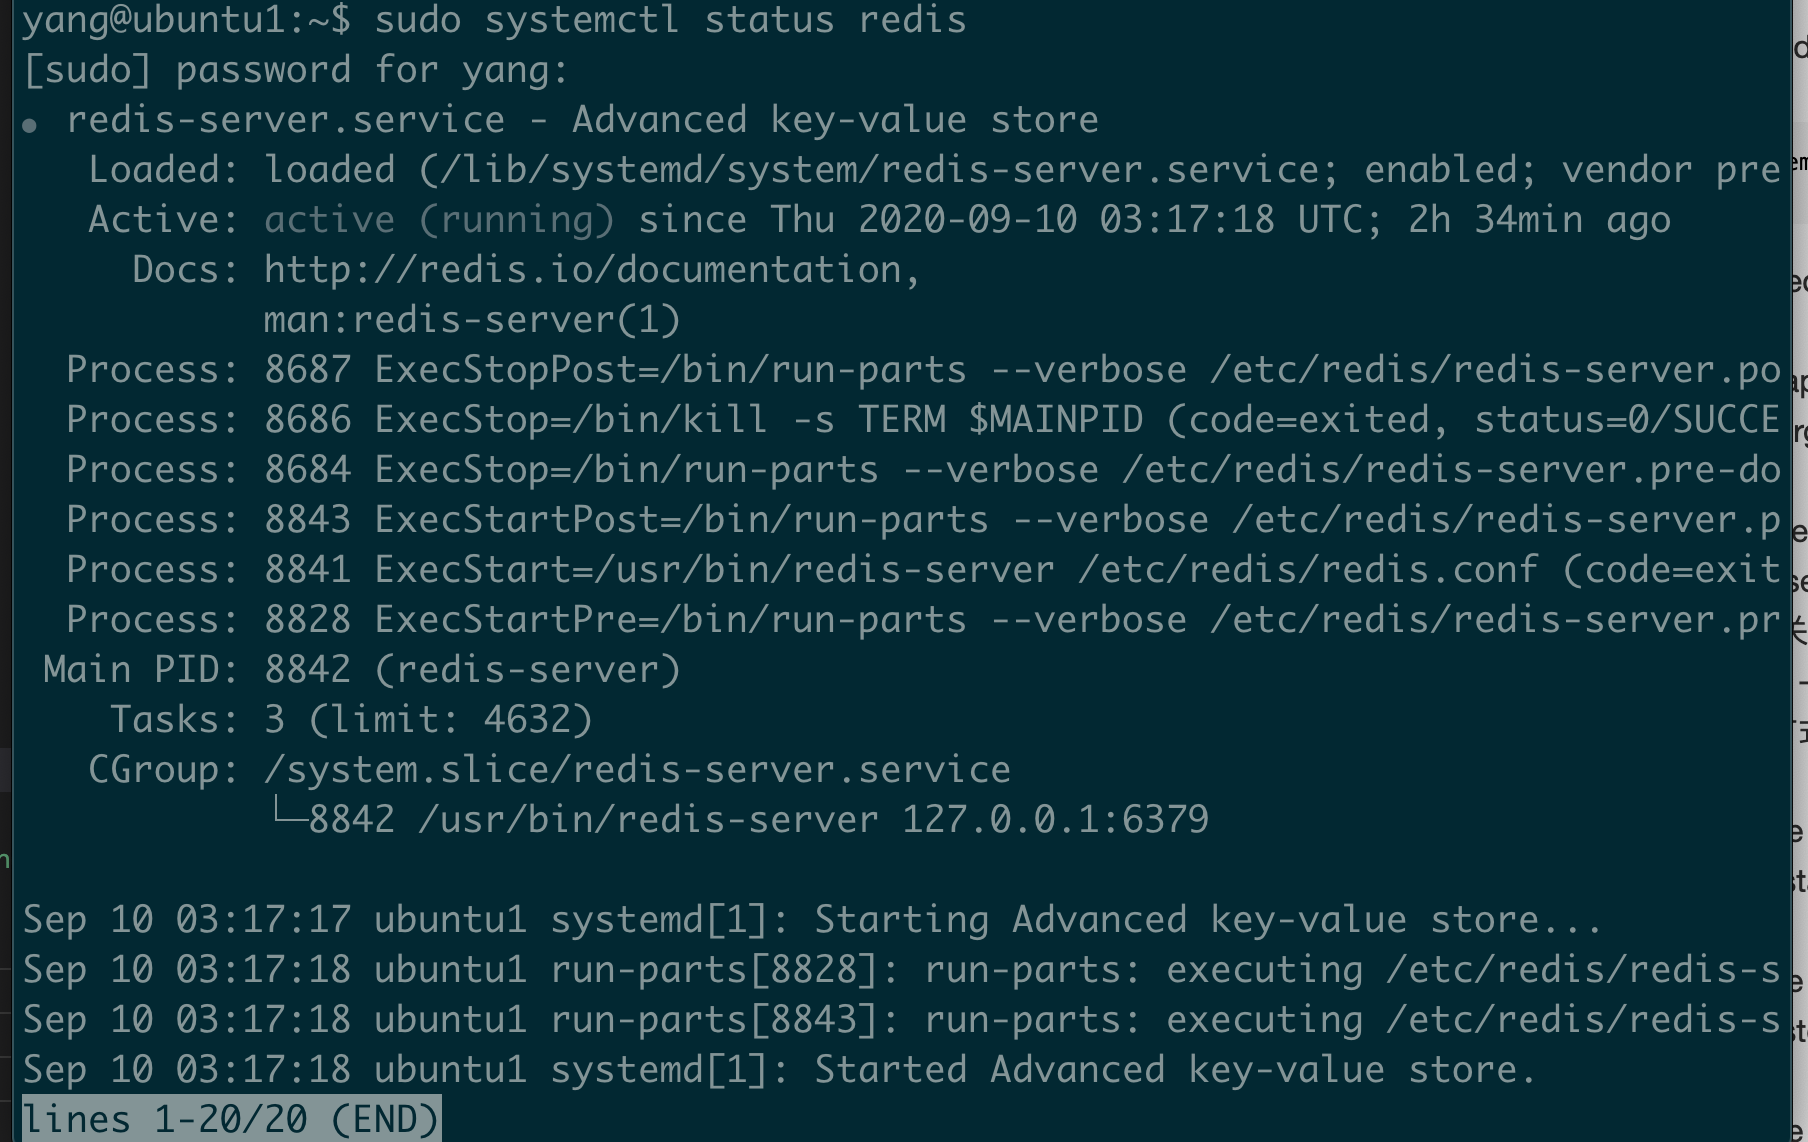 yang@ubuntu1:~$ sudo systemctl status redis
[sudo] password for yang:
● redis-server.service - Advanced key-value store
   Loaded: loaded (/lib/systemd/system/redis-server.service; enabled; vendor pre
   Active: active (running) since Thu 2020-09-10 03:17:18 UTC; 2h 34min ago
     Docs: http://redis.io/documentation,
           man:redis-server(1)
  Process: 8687 ExecStopPost=/bin/run-parts --verbose /etc/redis/redis-server.po
  Process: 8686 ExecStop=/bin/kill -s TERM $MAINPID (code=exited, status=0/SUCCE
  Process: 8684 ExecStop=/bin/run-parts --verbose /etc/redis/redis-server.pre-do
  Process: 8843 ExecStartPost=/bin/run-parts --verbose /etc/redis/redis-server.p
  Process: 8841 ExecStart=/usr/bin/redis-server /etc/redis/redis.conf (code=exit
  Process: 8828 ExecStartPre=/bin/run-parts --verbose /etc/redis/redis-server.pr
 Main PID: 8842 (redis-server)
    Tasks: 3 (limit: 4632)
   CGroup: /system.slice/redis-server.service
           └─8842 /usr/bin/redis-server 127.0.0.1:6379
Sep 10 03:17:17 ubuntu1 systemd[1]: Starting Advanced key-value store...
Sep 10 03:17:18 ubuntu1 run-parts[8828]: run-parts: executing /etc/redis/redis-s
Sep 10 03:17:18 ubuntu1 run-parts[8843]: run-parts: executing /etc/redis/redis-s
Sep 10 03:17:18 ubuntu1 systemd[1]: Started Advanced key-value store.
lines 1-20/20 (END)